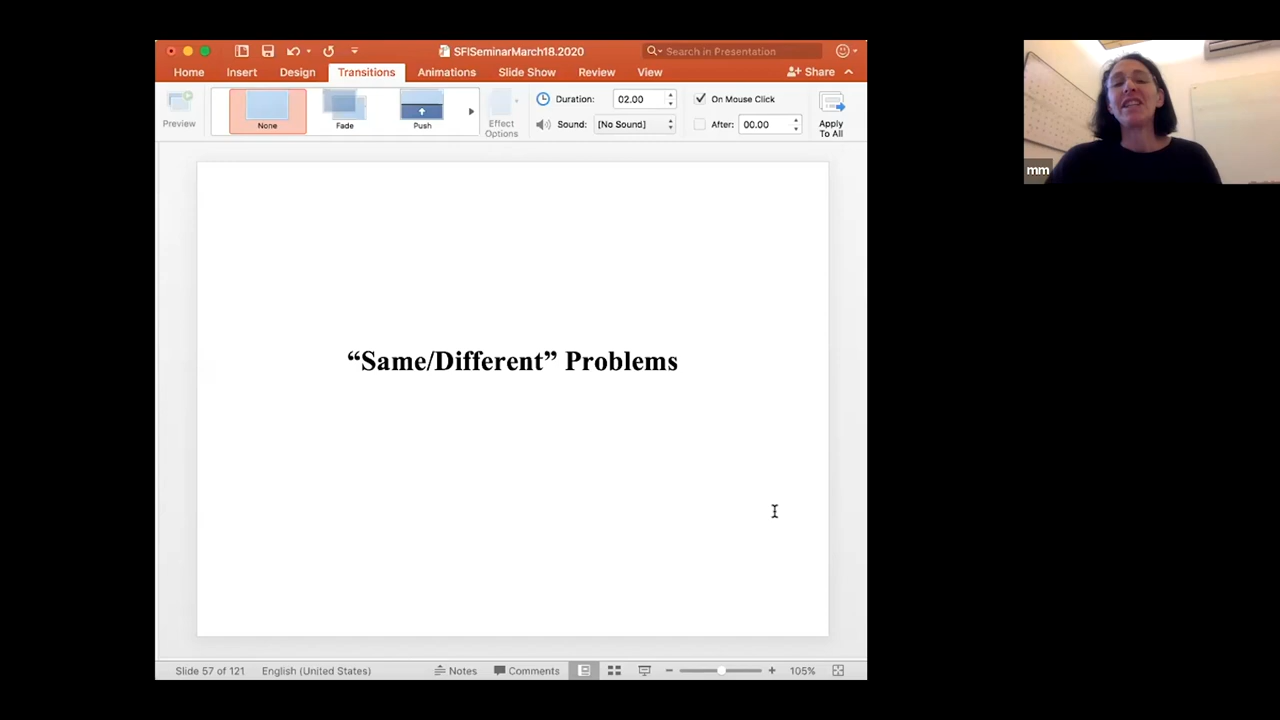 SFISeminarMarch18.2020
Search in Presentation
Home Insert Design Transitions Animations Slide Show Review View Share
Preview
None
Fade
Push
Effect
Options
Duration: 02.00
Sound: [No Sound]
On Mouse Click
After: 00.00
Apply
To All
mm
“Same/Different” Problems
Slide 57 of 121 English (United States) Notes Comments 105%